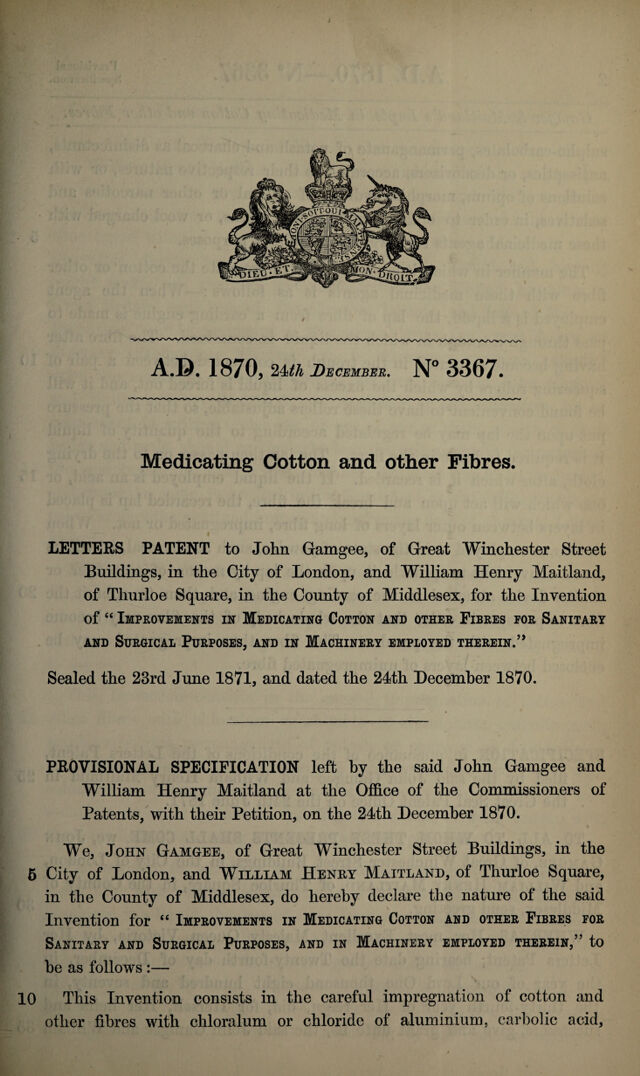 HONI SOIT QUI MAL Y PENSE
DIEU · ET · MON · DROIT.
A.D. 1870, 24th DECEMBER. N° 3367.
Medicating Cotton and other Fibres.
LETTERS PATENT to John Gamgee, of Great Winchester Street
Buildings, in the City of London, and William Henry Maitland,
of Thurloe Square, in the County of Middlesex, for the Invention
of “ IMPROVEMENTS IN MEDICATING COTTON AND OTHER FIBRES FOR SANITARY
AND SURGICAL PURPOSES, AND IN MACHINERY EMPLOYED THEREIN.”
Sealed the 23rd June 1871, and dated the 24th December 1870.
PROVISIONAL SPECIFICATION left by the said John Gamgee and
William Henry Maitland at the Office of the Commissioners of
Patents, with their Petition, on the 24th December 1870.
We, JOHN GAMGEE, of Great Winchester Street Buildings, in the
5 City of London, and WILLIAM HENRY MAITLAND, of Thurloe Square,
in the County of Middlesex, do hereby declare the nature of the said
Invention for “ IMPROVEMENTS IN MEDICATING COTTON AND OTHER FIBRES FOR
SANITARY AND SURGICAL PURPOSES, AND IN MACHINERY EMPLOYED THEREIN,” to
be as follows :—
10 This Invention consists in the careful impregnation of cotton and
other fibres with chloralum or chloride of aluminium, carbolic acid,